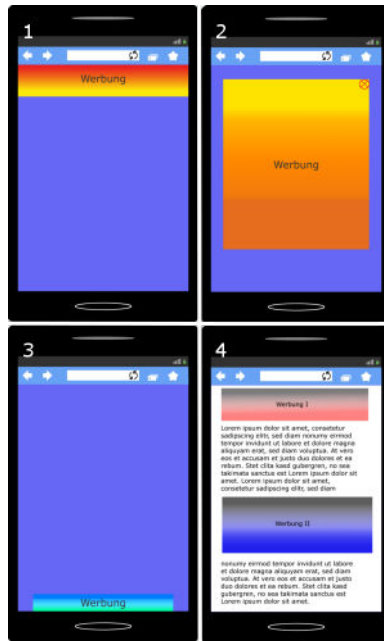 1
Werbung
2
Werbung
3
Werbung
4
Werbung I
Lorem ipsum dolor sit amet, consetetur
sadipscing elitr, sed diam nonumy eirmod
tempor invidunt ut labore et dolore magna
aliquyam erat, sed diam voluptua. At vero
eos et accusam et justo duo dolores et ea
rebum. Stet clita kasd gubergren, no sea
takimata sanctus est Lorem ipsum dolor sit
amet. Lorem ipsum dolor sit amet,
consetetur sadipscing elitr, sed diam
Werbung II
nonumy eirmod tempor invidunt ut labore
et dolore magna aliquyam erat, sed diam
voluptua. At vero eos et accusam et justo
duo dolores et ea rebum. Stet clita kasd
gubergren, no sea takimata sanctus est
Lorem ipsum dolor sit amet.